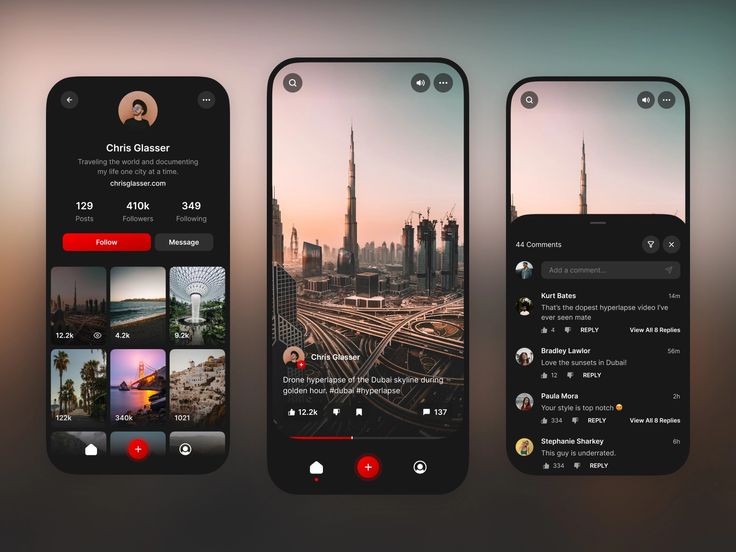 Chris Glasser
Traveling the world and documenting
my life one city at a time.
chrisglasser.com
129
410k
349
Posts
Followers
Following
Follow
Message
12.2k
4.2k
9.2k
122k
340k
1021
Chris Glasser
Drone hyperlapse of the Dubai skyline during
golden hour. #dubai #hyperlapse
12.2k
137
44 Comments
Add a comment...
Kurt Bates
14m
That's the dopest hyperlapse video I've
ever seen mate
4
REPLY
View All 8 Replies
Bradley Lawlor
56m
Love the sunsets in Dubai!
12
REPLY
Paula Mora
2h
Your style is top notch 😍
334
REPLY
View All 8 Replies
Stephanie Sharkey
6h
This guy is underrated.
334
REPLY